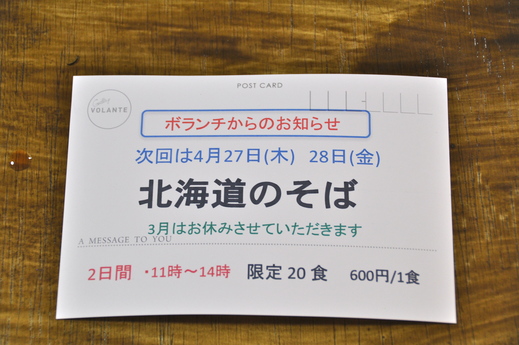 POST CARD
VOLANTE
ボランチからのお知らせ
次回は4月27日(木) 28日(金)
北海道のそば
3月はお休みさせていただきます
A MESSAGE TO YOU
2日間 ・11時～14時 限定20食 600円/1食